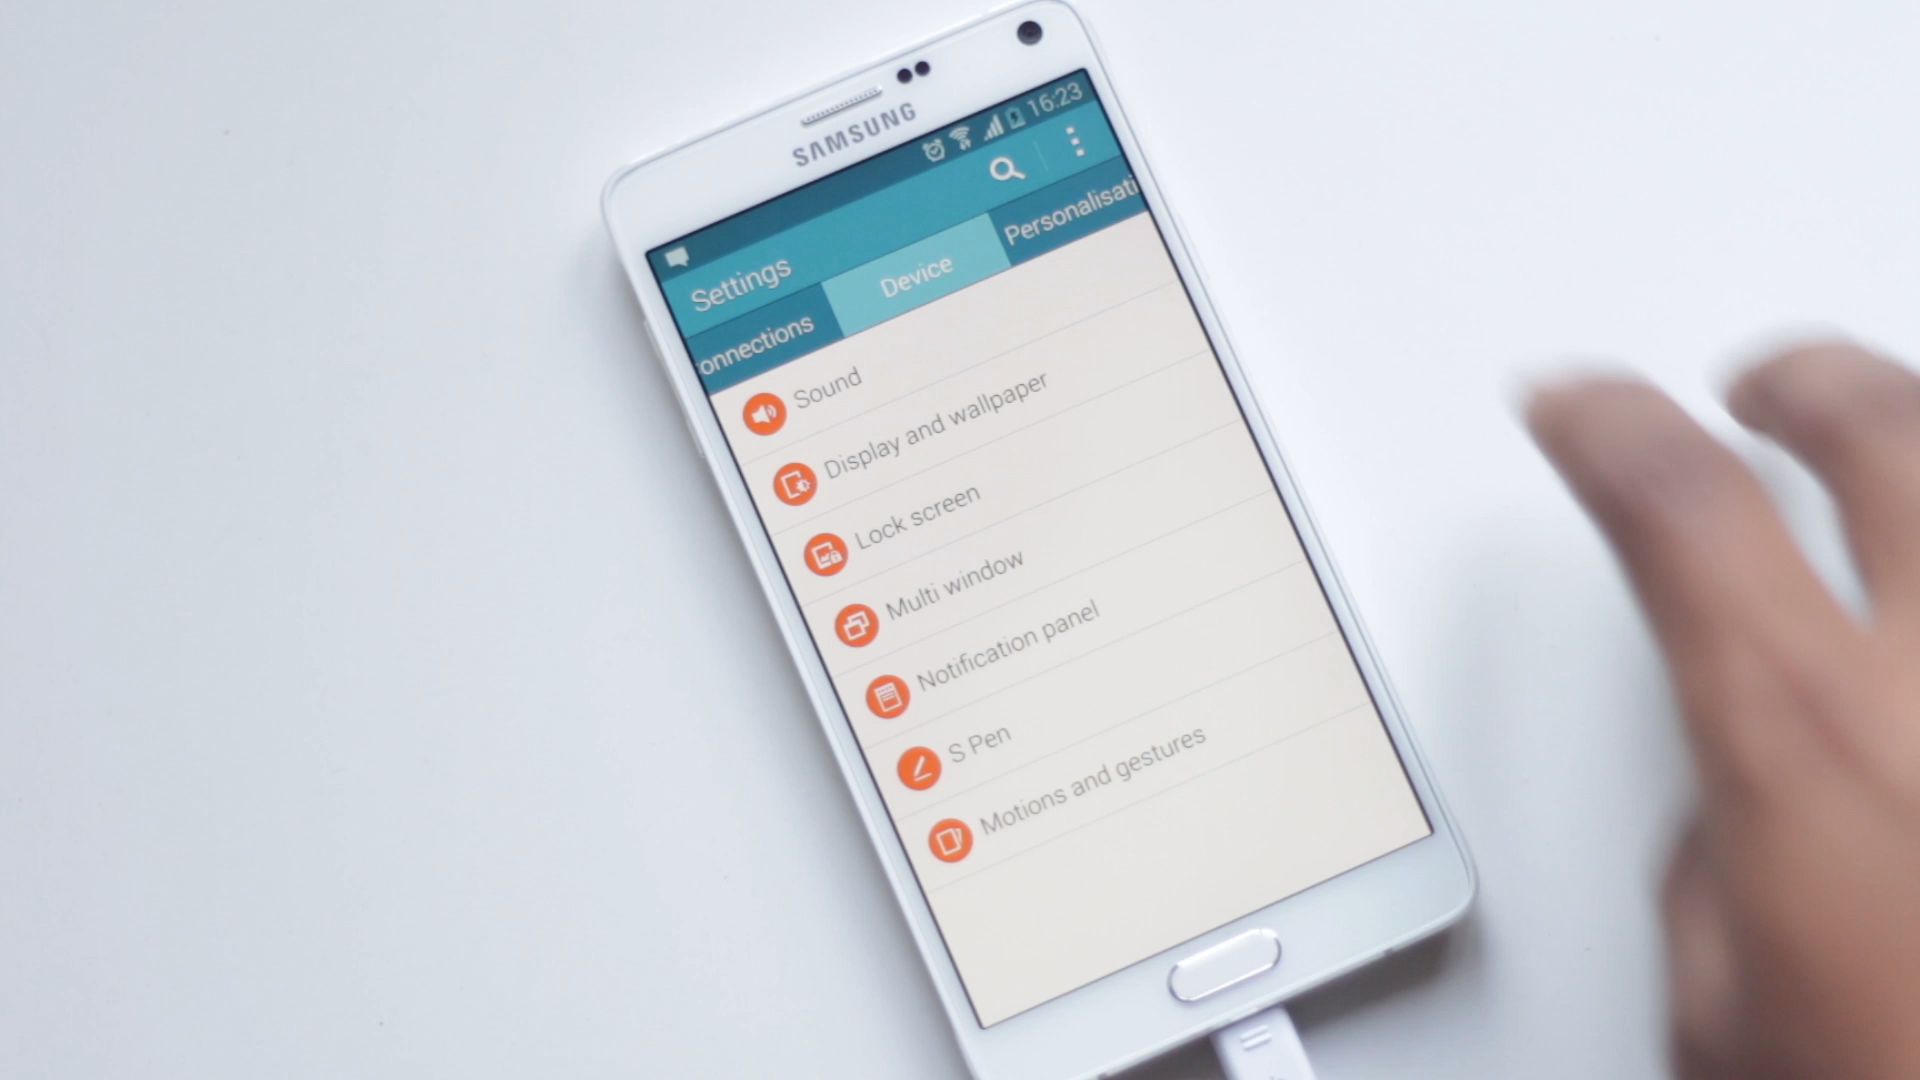 SAMSUNG
16:23
Settings
onnections
Device
Personalisati
Sound
Display and wallpaper
Lock screen
Multi window
Notification panel
S Pen
Motions and gestures